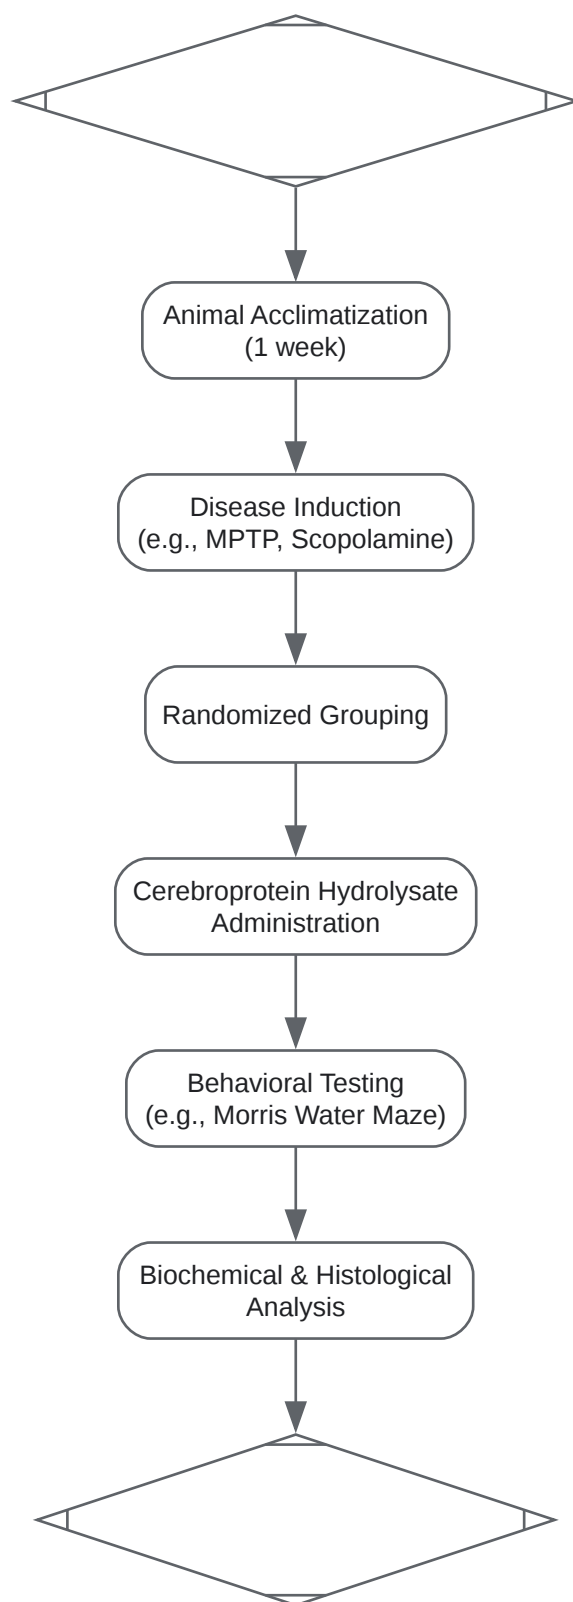 Animal Acclimatization
(1 week)
Disease Induction
(e.g., MPTP, Scopolamine)
Randomized Grouping
Cerebroprotein Hydrolysate
Administration
Behavioral Testing
(e.g., Morris Water Maze)
Biochemical & Histological
Analysis